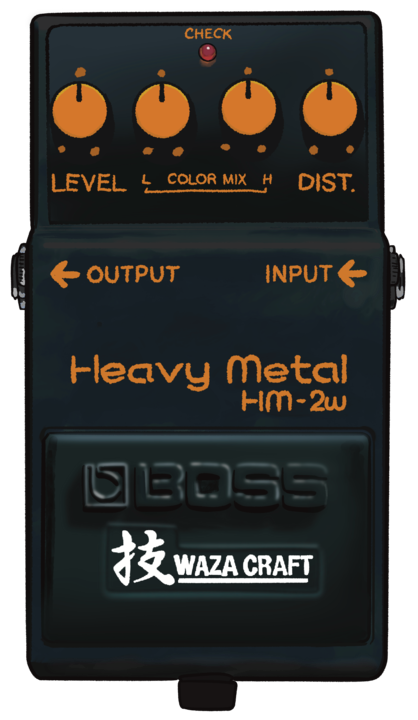 CHECK
LEVEL L COLOR MIX H DIST.
← OUTPUT INPUT ←
Heavy Metal
HM-2w
BOSS
技 WAZA CRAFT